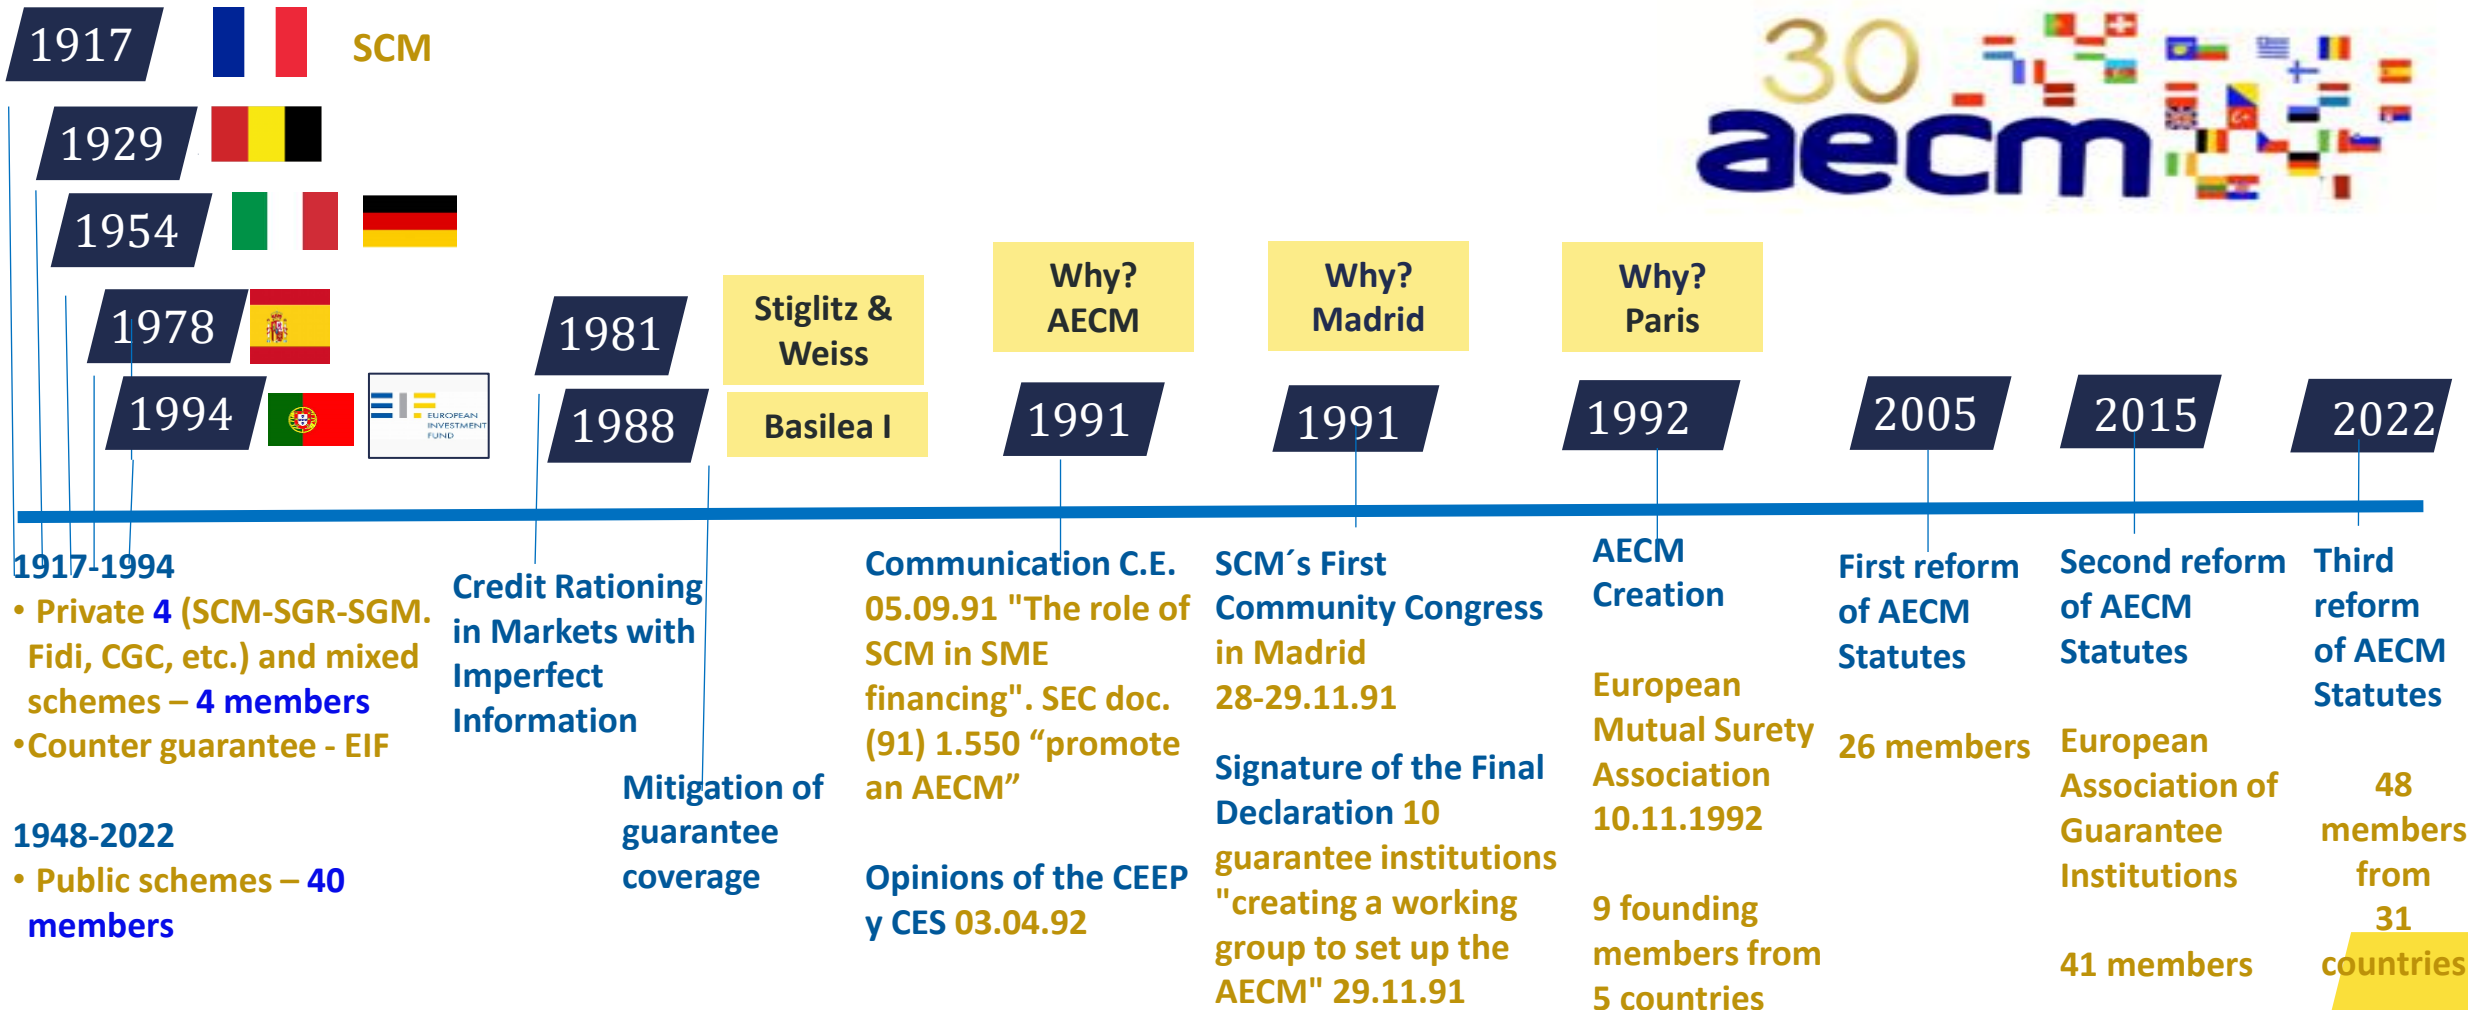 1917
SCM
1929
1954
1978
1994
EIF
EUROPEAN
INVESTMENT
FUND
30
aecm
1981
Stiglitz &
Weiss
1988
Basilea I
Why?
AECM
1991
Why?
Madrid
1991
Why?
Paris
1992
2005
2015
2022
1917-1994
• Private 4 (SCM-SGR-SGM.
Fidi, CGC, etc.) and mixed
schemes – 4 members
•Counter guarantee - EIF
1948-2022
• Public schemes – 40
members
Credit Rationing
in Markets with
Imperfect
Information
Mitigation of
guarantee
coverage
Communication C.E.
05.09.91 "The role of
SCM in SME
financing". SEC doc.
(91) 1.550 “promote
an AECM”
Opinions of the CEEP
y CES 03.04.92
SCM´s First
Community Congress
in Madrid
28-29.11.91
Signature of the Final
Declaration 10
guarantee institutions
"creating a working
group to set up the
AECM" 29.11.91
AECM
Creation
European
Mutual Surety
Association
10.11.1992
9 founding
members from
5 countries
First reform
of AECM
Statutes
26 members
Second reform
of AECM
Statutes
European
Association of
Guarantee
Institutions
41 members
Third
reform
of AECM
Statutes
48
members
from
31
countries